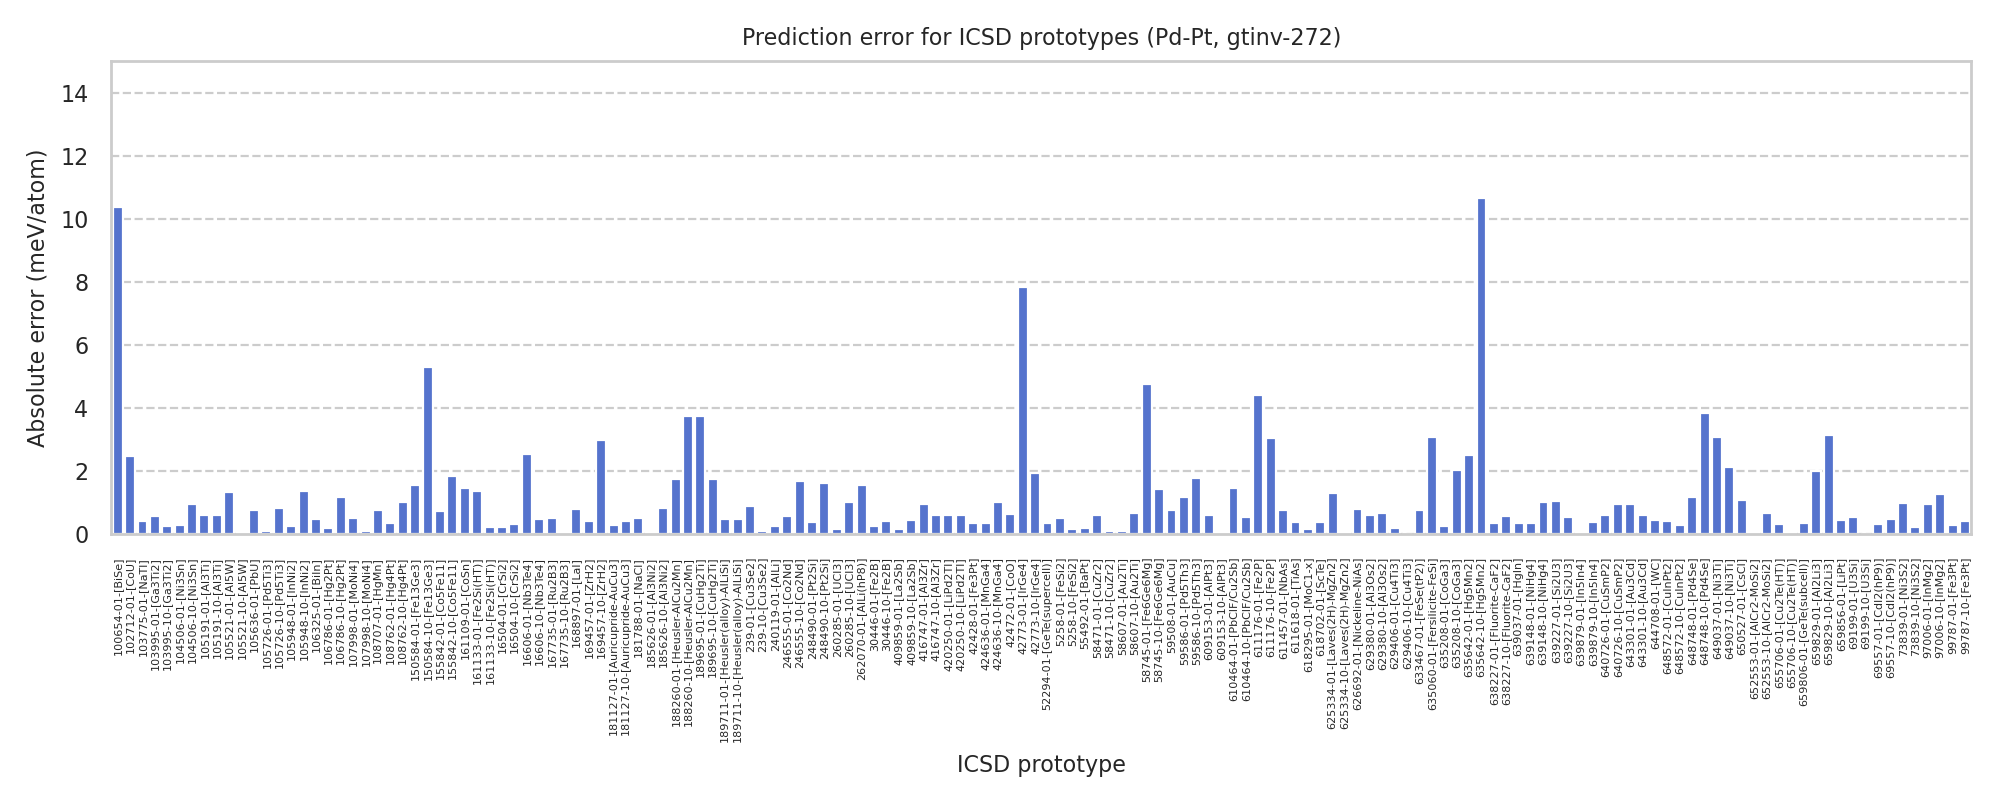 Prediction error for ICSD prototypes (Pd-Pt, gtinv-272)
Absolute error (meV/atom)
14
12
10
8
6
4
2
0
100654-01-[BiSe]
102712-01-[CoU]
103775-01-[NaTl]
103995-01-[Ga3Ti2]
103995-10-[Ga3Ti2]
104506-01-[Ni3Sn]
104506-10-[Ni3Sn]
105191-01-[Al3Ti]
105191-10-[Al3Ti]
105521-01-[Al5W]
105521-10-[Al5W]
105636-01-[PbU]
105726-01-[Pd5Ti3]
105726-10-[Pd5Ti3]
105948-01-[InNi2]
105948-10-[InNi2]
106325-01-[BiIn]
106786-01-[Hg2Pt]
106786-10-[Hg2Pt]
107998-01-[MoNi4]
107998-10-[MoNi4]
108707-01-[HgMn]
108762-01-[Hg4Pt]
108762-10-[Hg4Pt]
150584-01-[Fe13Ge3]
150584-10-[Fe13Ge3]
155842-01-[Co5Fe11]
155842-10-[Co5Fe11]
161109-01-[CoSn]
161133-01-[Fe2Si(HT)]
161133-10-[Fe2Si(HT)]
16504-01-[CrSi2]
16504-10-[CrSi2]
16606-01-[Nb3Te4]
16606-10-[Nb3Te4]
167735-01-[Ru2B3]
167735-10-[Ru2B3]
168897-01-[LaI]
169457-01-[ZrH2]
169457-10-[ZrH2]
181127-01-[Auricupride-AuCu3]
181127-10-[Auricupride-AuCu3]
181788-01-[NaCl]
185626-01-[Al3Ni2]
185626-10-[Al3Ni2]
188260-01-[Heusler-AlCu2Mn]
188260-10-[Heusler-AlCu2Mn]
189695-01-[CuHg2Ti]
189695-10-[CuHg2Ti]
189711-01-[Heusler(alloy)-AlLiSi]
189711-10-[Heusler(alloy)-AlLiSi]
239-01-[Cu3Se2]
239-10-[Cu3Se2]
240119-01-[AlLi]
246555-01-[Co2Nd]
246555-10-[Co2Nd]
248490-01-[Pt2Si]
248490-10-[Pt2Si]
260285-01-[UCl3]
260285-10-[UCl3]
262070-01-[AlLi(hP8)]
30446-01-[Fe2B]
30446-10-[Fe2B]
409859-01-[La2Sb]
409859-10-[La2Sb]
416747-01-[Al3Zr]
416747-10-[Al3Zr]
420250-01-[LiPd2Tl]
420250-10-[LiPd2Tl]
42428-01-[Fe3Pt]
424636-01-[MnGa4]
424636-10-[MnGa4]
42472-01-[CoO]
42773-01-[IrGe4]
42773-10-[IrGe4]
52294-01-[GeTe(supercell)]
5258-01-[FeSi2]
5258-10-[FeSi2]
55492-01-[BaPt]
58471-01-[CuZr2]
58471-10-[CuZr2]
58607-01-[Au2Ti]
58607-10-[Au2Ti]
58745-01-[Fe6Ge6Mg]
58745-10-[Fe6Ge6Mg]
59508-01-[AuCu]
59586-01-[Pd5Th3]
59586-10-[Pd5Th3]
609153-01-[AlPt3]
609153-10-[AlPt3]
610464-01-[PbClF/Cu2Sb]
610464-10-[PbClF/Cu2Sb]
611176-01-[Fe2P]
611176-10-[Fe2P]
611457-01-[NbAs]
611618-01-[TiAs]
618295-01-[MoC1-x]
618702-01-[ScTe]
625334-01-[Laves(2H)-MgZn2]
625334-10-[Laves(2H)-MgZn2]
626692-01-[Nickeline-NiAs]
629380-01-[Al3Os2]
629380-10-[Al3Os2]
629406-01-[Cu4Ti3]
629406-10-[Cu4Ti3]
633467-01-[FeSe(tP2)]
635060-01-[Fersilicite-FeSi]
635208-01-[CoGa3]
635208-10-[CoGa3]
635642-01-[Hg5Mn2]
635642-10-[Hg5Mn2]
638227-01-[Fluorite-CaF2]
638227-10-[Fluorite-CaF2]
639037-01-[HgIn]
639148-01-[NiHg4]
639148-10-[NiHg4]
639227-01-[Si2U3]
639227-10-[Si2U3]
639879-01-[In5In4]
639879-10-[In5In4]
640726-01-[CuSmP2]
640726-10-[CuSmP2]
643301-01-[Au3Cd]
643301-10-[Au3Cd]
644708-01-[WC]
648572-01-[CuInPt2]
648572-10-[CuInPt2]
648748-01-[Pd4Se]
648748-10-[Pd4Se]
649037-01-[Ni3Ti]
649037-10-[Ni3Ti]
650527-01-[CsCl]
652553-01-[AlCr2-MoSi2]
652553-10-[AlCr2-MoSi2]
655706-01-[Cu2Te(HT)]
655706-10-[Cu2Te(HT)]
659806-01-[GeTe(subcell)]
659829-01-[Al2Li3]
659829-10-[Al2Li3]
659856-01-[LiPt]
69199-01-[U3Si]
69199-10-[U3Si]
69557-01-[CdI2(hP9)]
69557-10-[CdI2(hP9)]
73839-01-[Ni3S2]
73839-10-[Ni3S2]
97006-01-[InMg2]
97006-10-[InMg2]
99787-01-[Fe3Pt]
99787-10-[Fe3Pt]
ICSD prototype